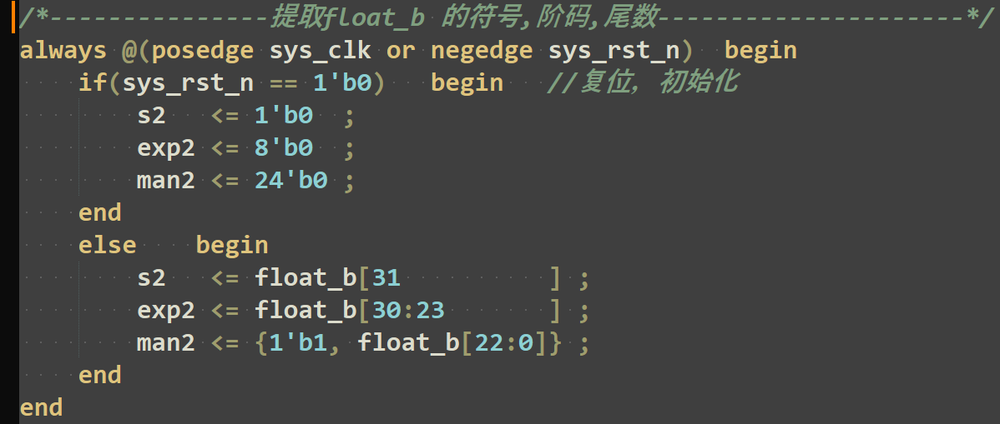 /*---------------提取float_b 的符号,阶码,尾数---------------------*/
always @(posedge sys_clk or negedge sys_rst_n)  begin
    if(sys_rst_n == 1'b0)   begin   //复位，初始化
        s2   <= 1'b0  ;
        exp2 <= 8'b0  ;
        man2 <= 24'b0 ;
    end
    else    begin
        s2   <= float_b[31          ] ;
        exp2 <= float_b[30:23       ] ;
        man2 <= {1'b1, float_b[22:0]} ;
    end
end